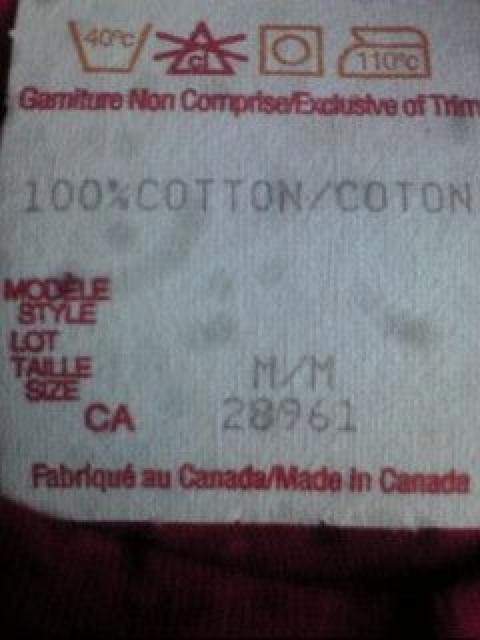 40°c cl 110°c
Garniture Non Comprise/Exclusive of Trim
100%COTTON/COTON
MODÈLE
STYLE
LOT
TAILLE M/M
SIZE
CA 28961
Fabriqué au Canada/Made in Canada